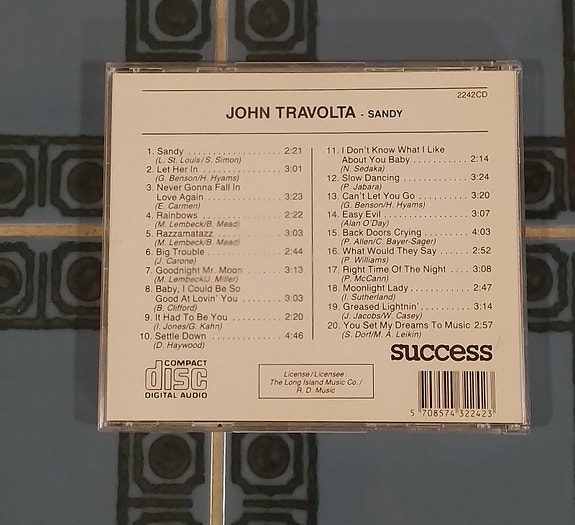 2242CD
JOHN TRAVOLTA - SANDY
1. Sandy 2:21
(L. St. Louis/S. Simon)
2. Let Her In 3:01
(G. Benson/H. Hyams)
3. Never Gonna Fall In
Love Again 3:23
(E. Carmen)
4. Rainbows 2:22
(M. Lembeck/B. Mead)
5. Razzamatazz 3:03
(M. Lembeck/B. Mead)
6. Big Trouble 2:44
(J. Carone)
7. Goodnight Mr. Moon 3:13
(M. Lembeck/J. Miller)
8. Baby, I Could Be So
Good At Lovin' You 3:03
(B. Clifford)
9. It Had To Be You 2:20
(I. Jones/G. Kahn)
10. Settle Down 4:46
(D. Haywood)
11. I Don't Know What I Like
About You Baby 2:14
(N. Sedaka)
12. Slow Dancing 3:24
(P. Jabara)
13. Can't Let You Go 3:20
(G. Benson/H. Hyams)
14. Easy Evil 3:07
(Alan O'Day)
15. Back Doors Crying 4:03
(P. Allen/C. Bayer-Sager)
16. What Would They Say 2:52
(P. Williams)
17. Right Time Of The Night 3:08
(P. McCann)
18. Moonlight Lady 2:47
(I. Sutherland)
19. Greased Lightnin' 3:14
(J. Jacobs/W. Casey)
20. You Set My Dreams To Music 2:57
(S. Dorf/M. A. Leikin)
success
COMPACT
disc
DIGITAL AUDIO
License/Licensee:
The Long Island Music Co./
R. D. Music
5 708574 322423